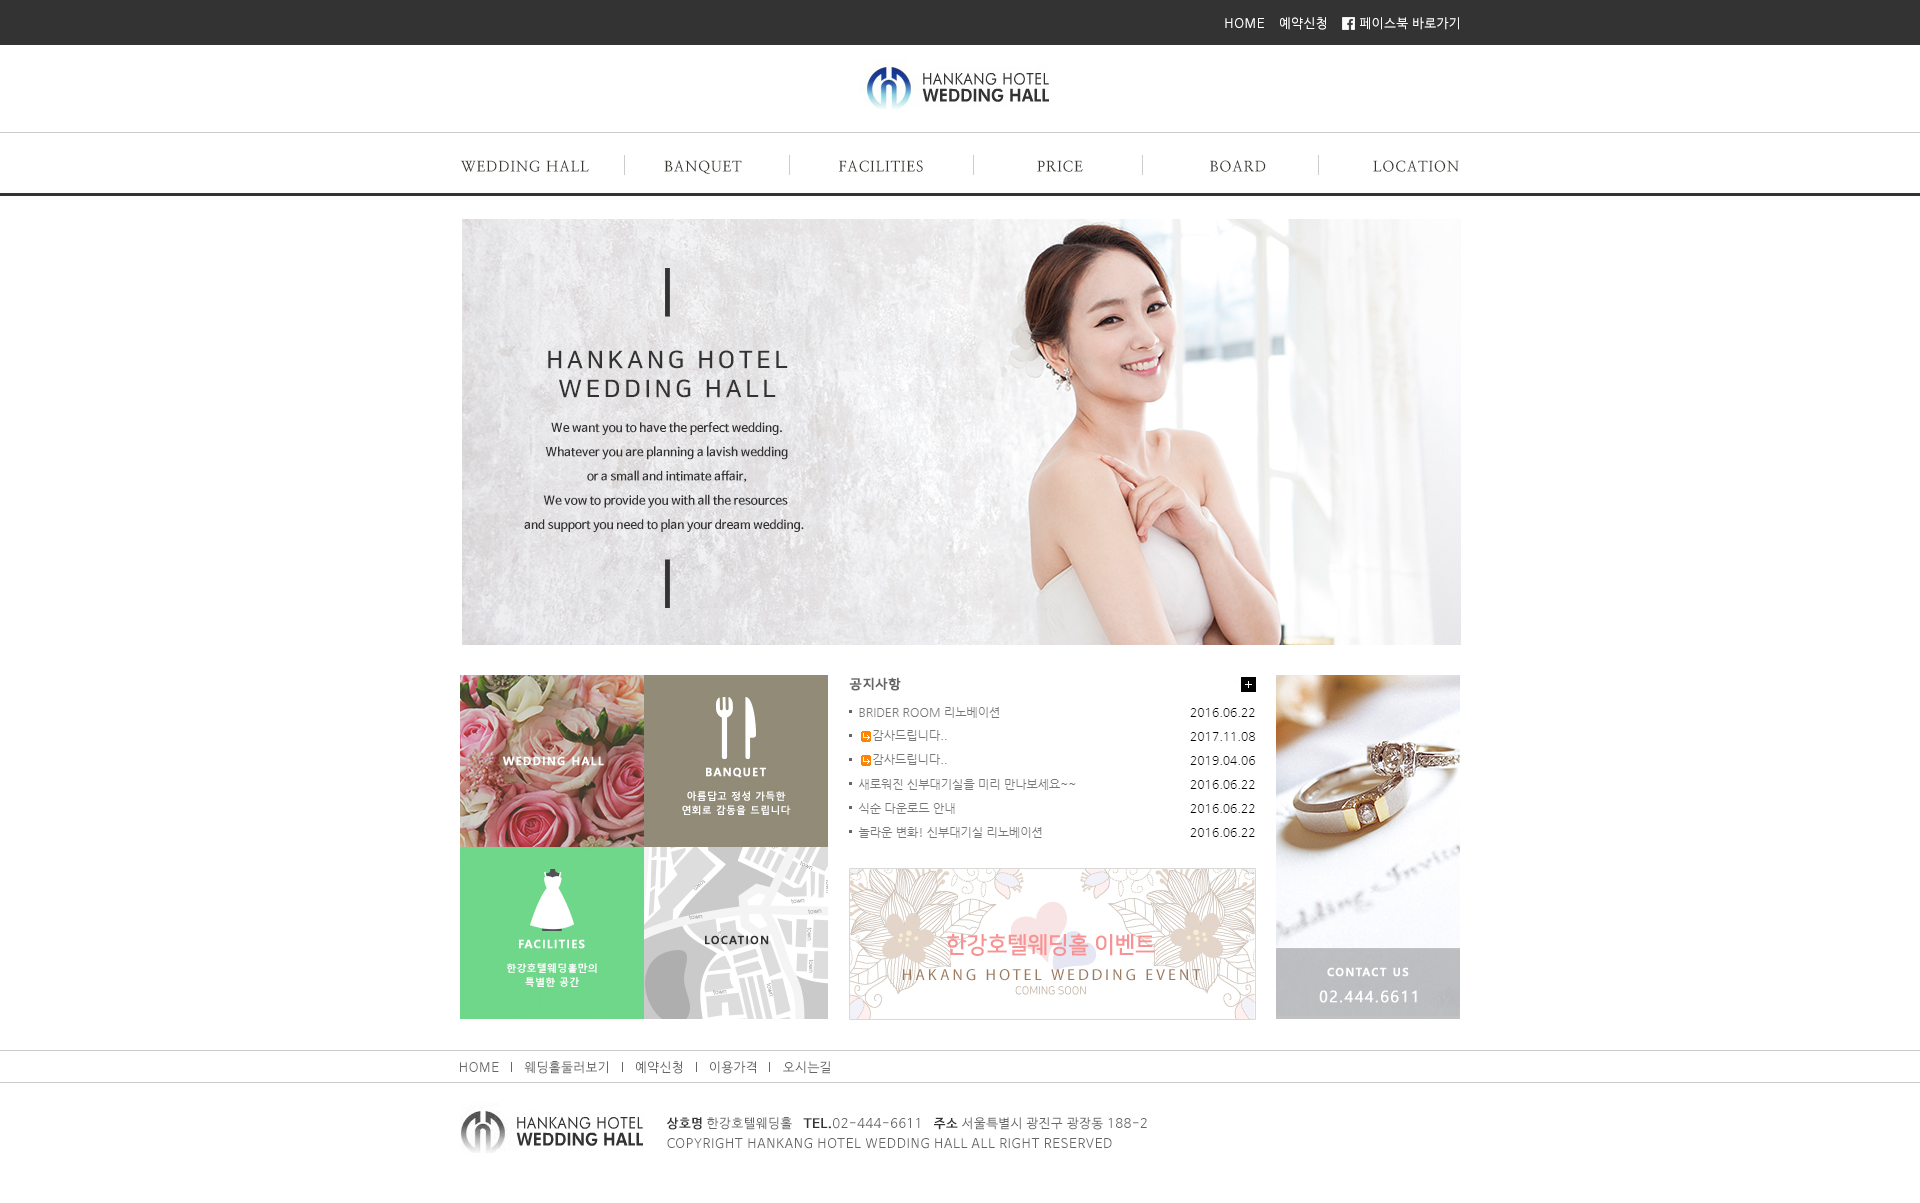 HOME 예약신청 페이스북 바로가기
HANKANG HOTEL
WEDDING HALL
WEDDING HALL BANQUET FACILITIES PRICE BOARD LOCATION
HANKANG HOTEL
WEDDING HALL
We want you to have the perfect wedding.
Whatever you are planning a lavish wedding
or a small and intimate affair,
We vow to provide you with all the resources
and support you need to plan your dream wedding.
WEDDING HALL
BANQUET
아름답고 정성 가득한
연회로 감동을 드립니다
FACILITIES
한강호텔웨딩홀만의
특별한 공간
town
town
town
town
town
town
town
town
town
LOCATION
공지사항
BRIDER ROOM 리노베이션 2016.06.22
감사드립니다.. 2017.11.08
감사드립니다.. 2019.04.06
새로워진 신부대기실을 미리 만나보세요~~ 2016.06.22
식순 다운로드 안내 2016.06.22
놀라운 변화! 신부대기실 리노베이션 2016.06.22
한강호텔웨딩홀 이벤트
HAKANG HOTEL WEDDING EVENT
COMING SOON
Wedding Invita
CONTACT US
02.444.6611
HOME 웨딩홀둘러보기 예약신청 이용가격 오시는길
HANKANG HOTEL
WEDDING HALL
상호명 한강호텔웨딩홀 TEL.02-444-6611 주소 서울특별시 광진구 광장동 188-2
COPYRIGHT HANKANG HOTEL WEDDING HALL ALL RIGHT RESERVED